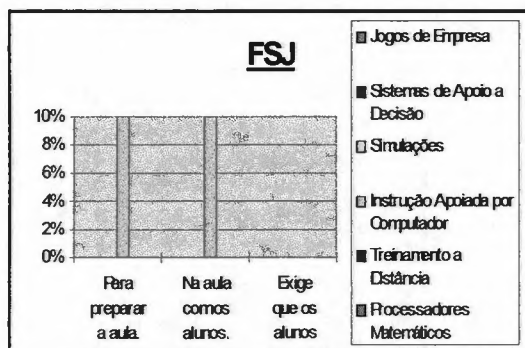 FSJ
10%
8%
6%
4%
2%
0%
Para
preparar
a aula.
Na aula
com os
alunos.
Exige
que os
alunos
Jogos de Empresa
Sistemas de Apoio a
Decisão
Simulações
Instrução Apoiada por
Computador
Treinamento a
Distância
Processadores
Matemáticos